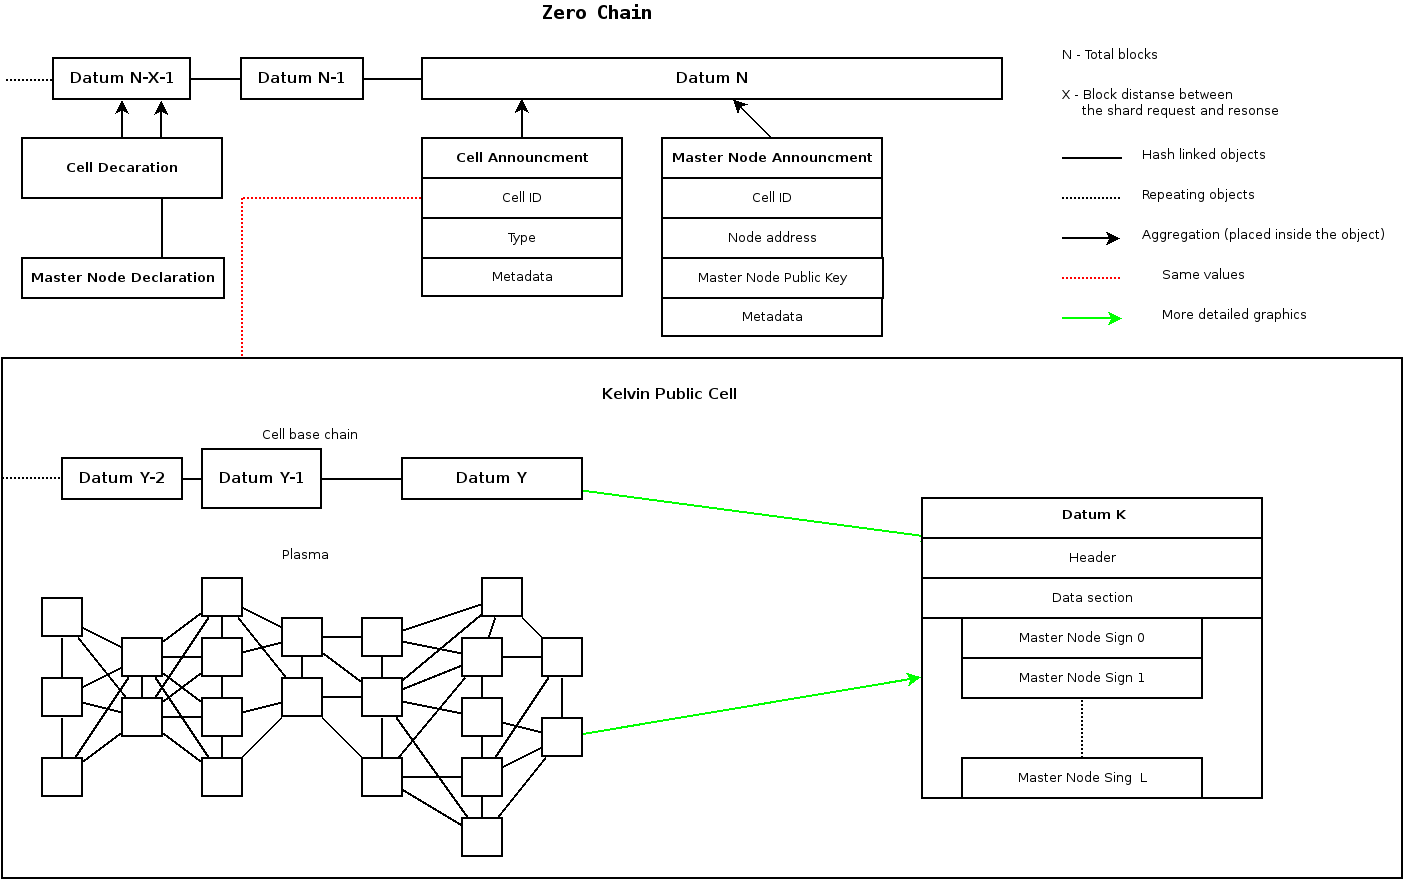 Zero Chain
Datum N-X-1
Datum N-1
Datum N
N - Total blocks
X - Block distanse between
the shard request and resonse
Hash linked objects
Repeating objects
Aggregation (placed inside the object)
Same values
More detailed graphics
Cell Decaration
Master Node Declaration
Cell Announcment
Cell ID
Type
Metadata
Master Node Announcment
Cell ID
Node address
Master Node Public Key
Metadata
Kelvin Public Cell
Cell base chain
Datum Y-2
Datum Y-1
Datum Y
Plasma
Datum K
Header
Data section
Master Node Sign 0
Master Node Sign 1
Master Node Sing  L